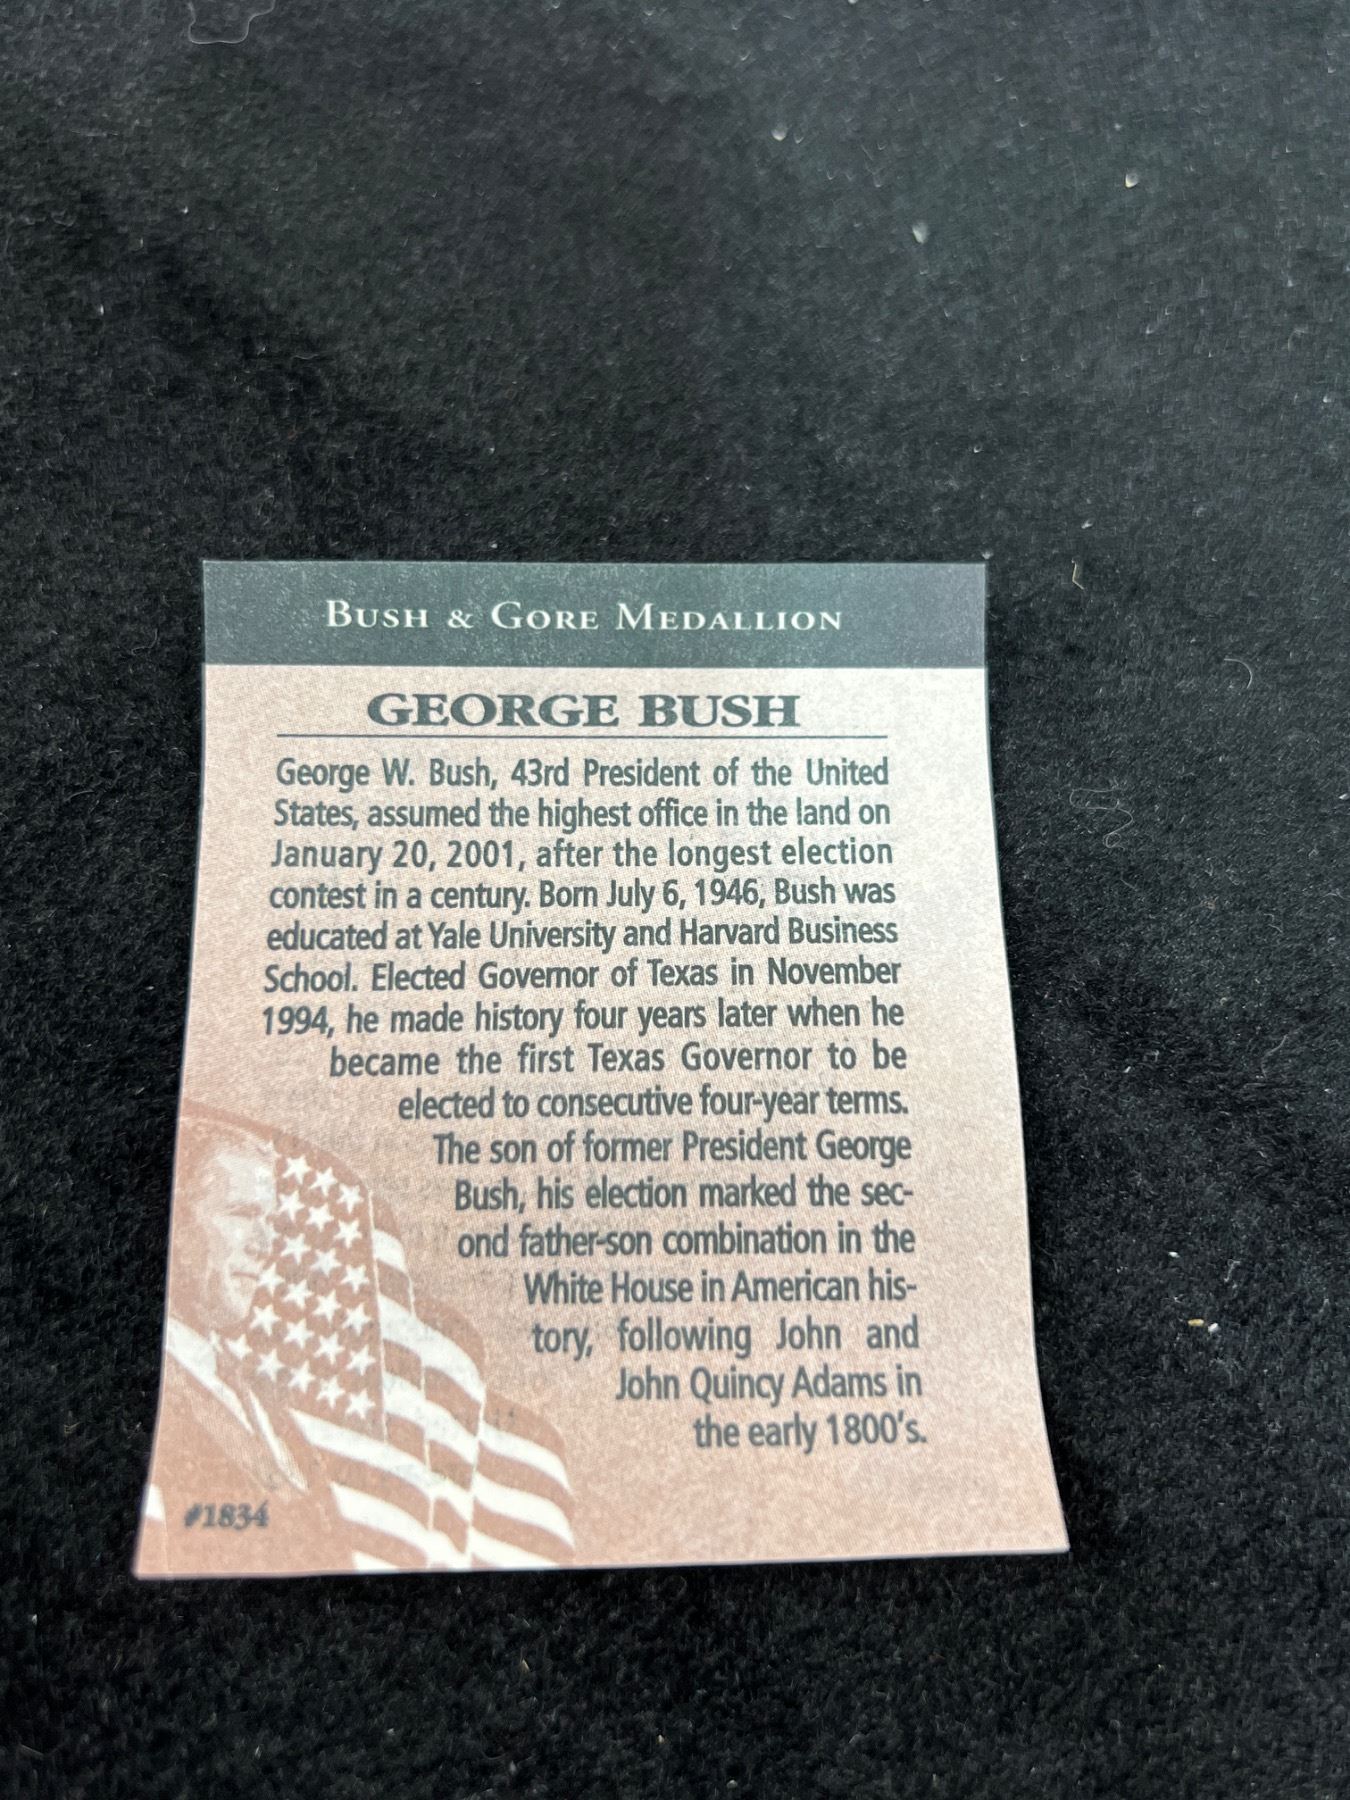 BUSH & GORE MEDALLION
GEORGE BUSH
George W. Bush, 43rd President of the United
States, assumed the highest office in the land on
January 20, 2001, after the longest election
contest in a century. Born July 6, 1946, Bush was
educated at Yale University and Harvard Business
School. Elected Governor of Texas in November
1994, he made history four years later when he
became the first Texas Governor to be
elected to consecutive four-year terms.
The son of former President George
Bush, his election marked the sec-
ond father-son combination in the
White House in American his-
tory, following John and
John Quincy Adams in
the early 1800's.
#1834